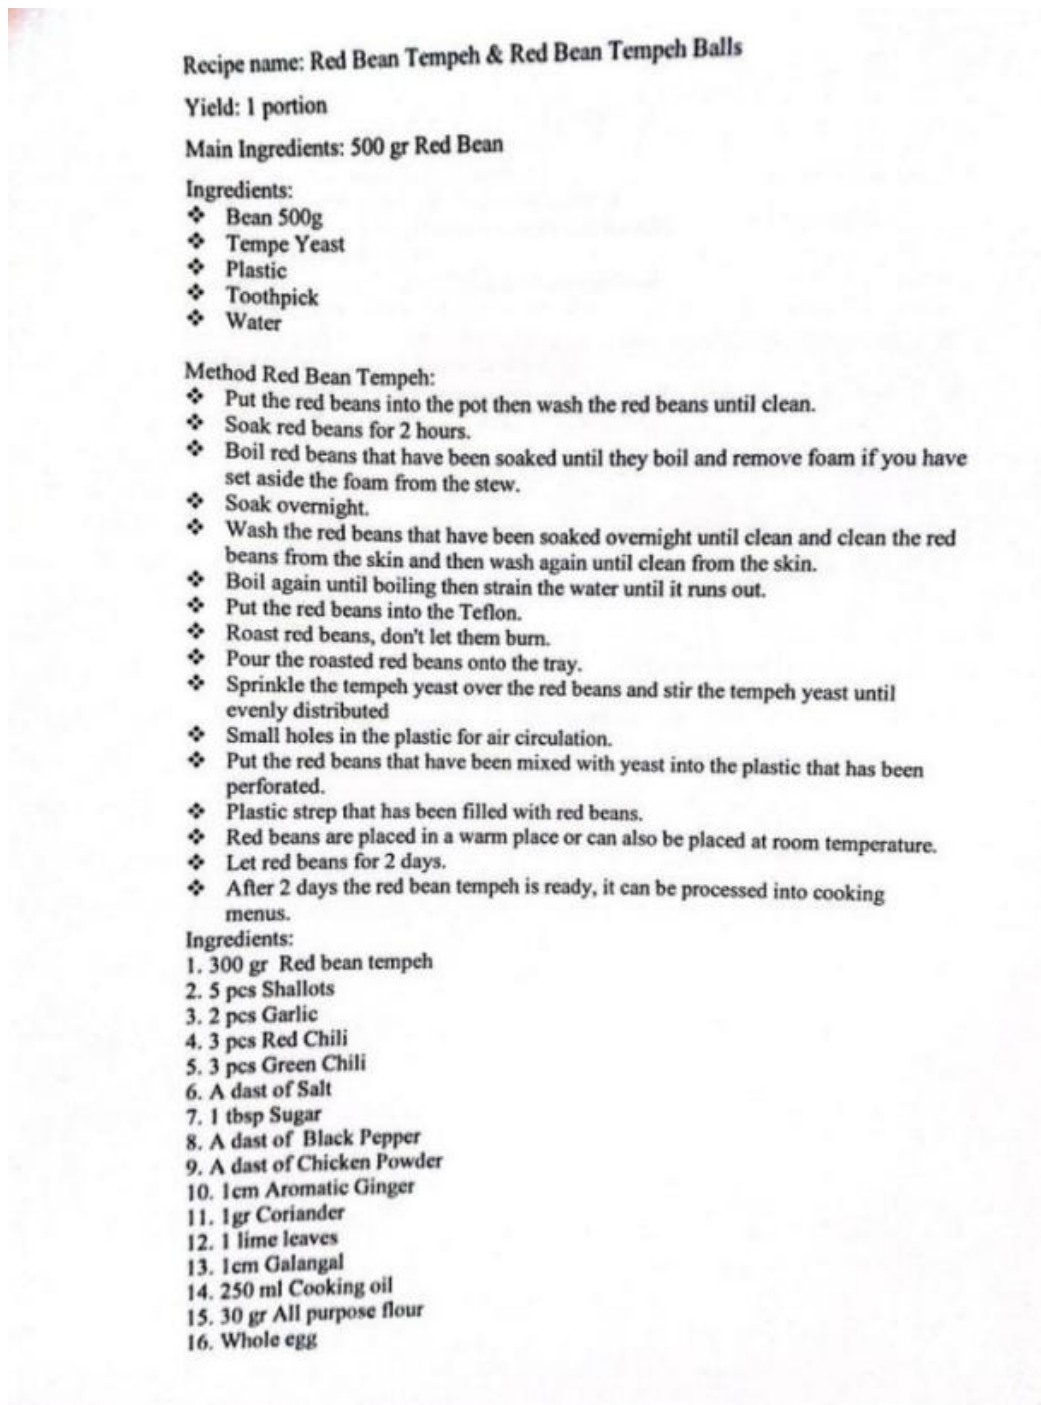 Recipe name: Red Bean Tempeh & Red Bean Tempeh Balls
Yield: 1 portion
Main Ingredients: 500 gr Red Bean
Ingredients:
❖ Bean 500g
❖ Tempe Yeast
❖ Plastic
❖ Toothpick
❖ Water
Method Red Bean Tempeh:
❖ Put the red beans into the pot then wash the red beans until clean.
❖ Soak red beans for 2 hours.
❖ Boil red beans that have been soaked until they boil and remove foam if you have
set aside the foam from the stew.
❖ Soak overnight.
❖ Wash the red beans that have been soaked overnight until clean and clean the red
beans from the skin and then wash again until clean from the skin.
❖ Boil again until boiling then strain the water until it runs out.
❖ Put the red beans into the Teflon.
❖ Roast red beans, don't let them burn.
❖ Pour the roasted red beans onto the tray.
❖ Sprinkle the tempeh yeast over the red beans and stir the tempeh yeast until
evenly distributed
❖ Small holes in the plastic for air circulation.
❖ Put the red beans that have been mixed with yeast into the plastic that has been
perforated.
❖ Plastic strep that has been filled with red beans.
❖ Red beans are placed in a warm place or can also be placed at room temperature.
❖ Let red beans for 2 days.
❖ After 2 days the red bean tempeh is ready, it can be processed into cooking
menus.
Ingredients:
1. 300 gr Red bean tempeh
2. 5 pcs Shallots
3. 2 pcs Garlic
4. 3 pcs Red Chili
5. 3 pcs Green Chili
6. A dast of Salt
7. 1 tbsp Sugar
8. A dast of Black Pepper
9. A dast of Chicken Powder
10. 1cm Aromatic Ginger
11. 1gr Coriander
12. 1 lime leaves
13. 1cm Galangal
14. 250 ml Cooking oil
15. 30 gr All purpose flour
16. Whole egg